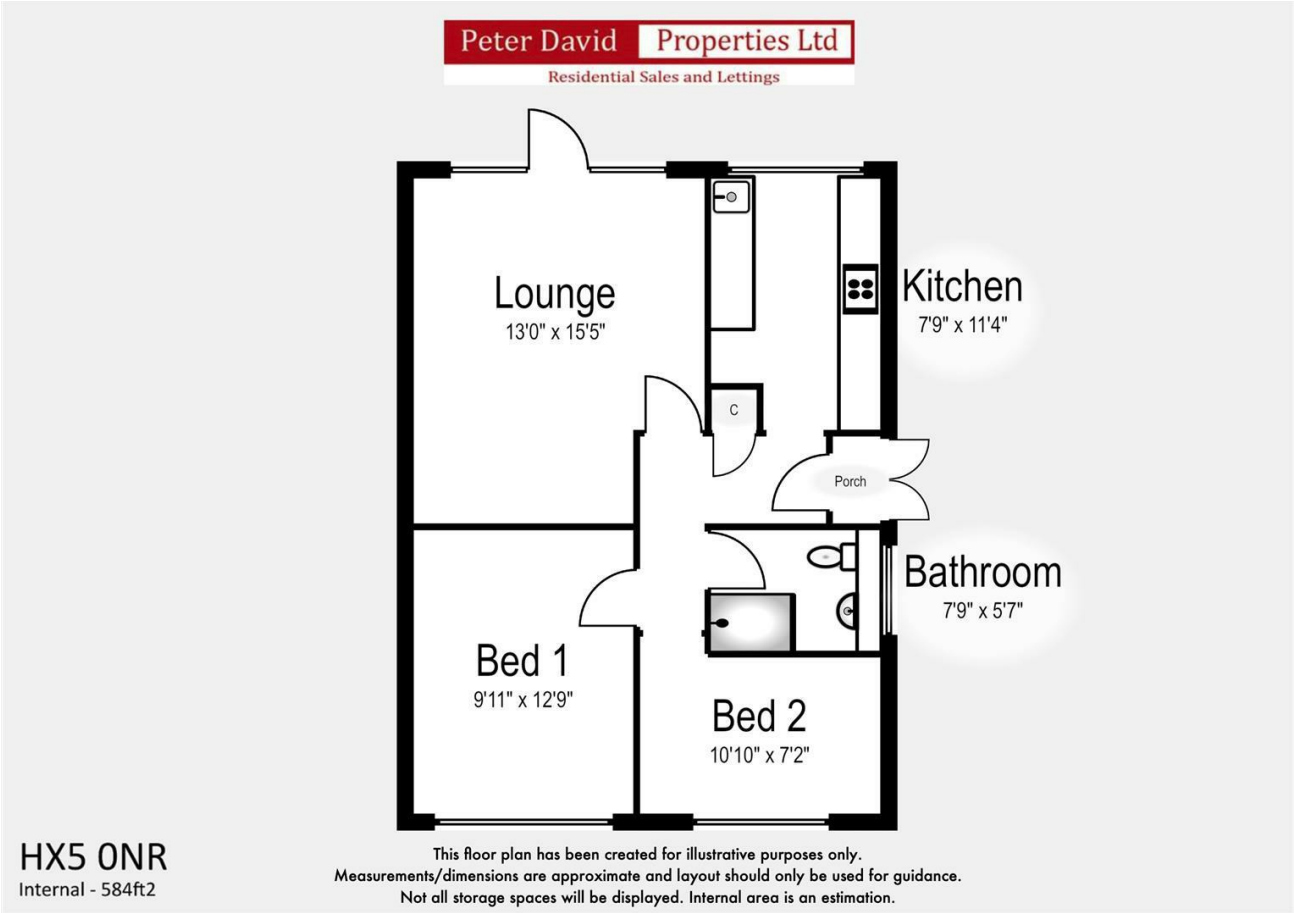 Peter David Properties Ltd
Residential Sales and Lettings
Lounge
13'0" x 15'5"
Kitchen
7'9" x 11'4"
C
Porch
Bathroom
7'9" x 5'7"
Bed 1
9'11" x 12'9"
Bed 2
10'10" x 7'2"
HX5 0NR
Internal - 584ft2
This floor plan has been created for illustrative purposes only.
Measurements/dimensions are approximate and layout should only be used for guidance.
Not all storage spaces will be displayed. Internal area is an estimation.